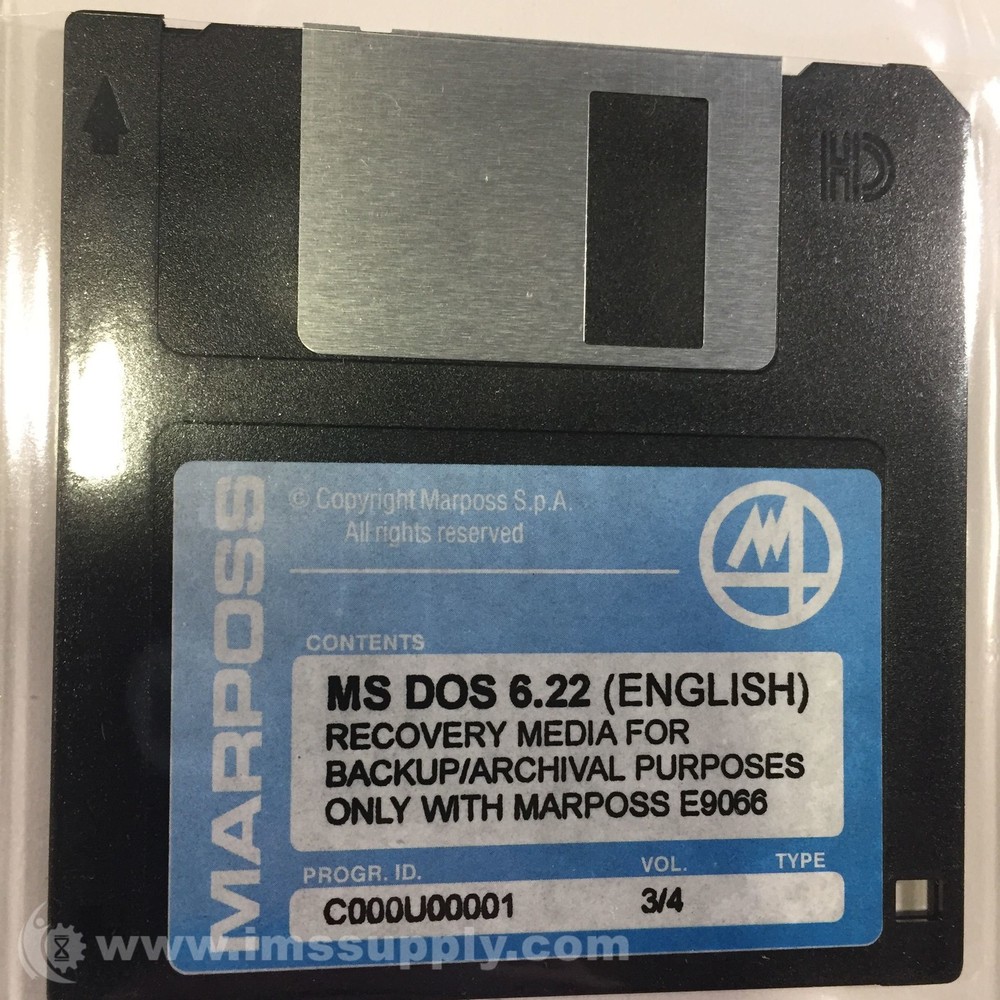 HD
MARPOSS
© Copyright Marposs S.p.A.
All rights reserved
CONTENTS
MS DOS 6.22 (ENGLISH)
RECOVERY MEDIA FOR
BACKUP/ARCHIVAL PURPOSES
ONLY WITH MARPOSS E9066
PROGR. ID. VOL. TYPE
C000U00001 3/4
www.imssupply.com